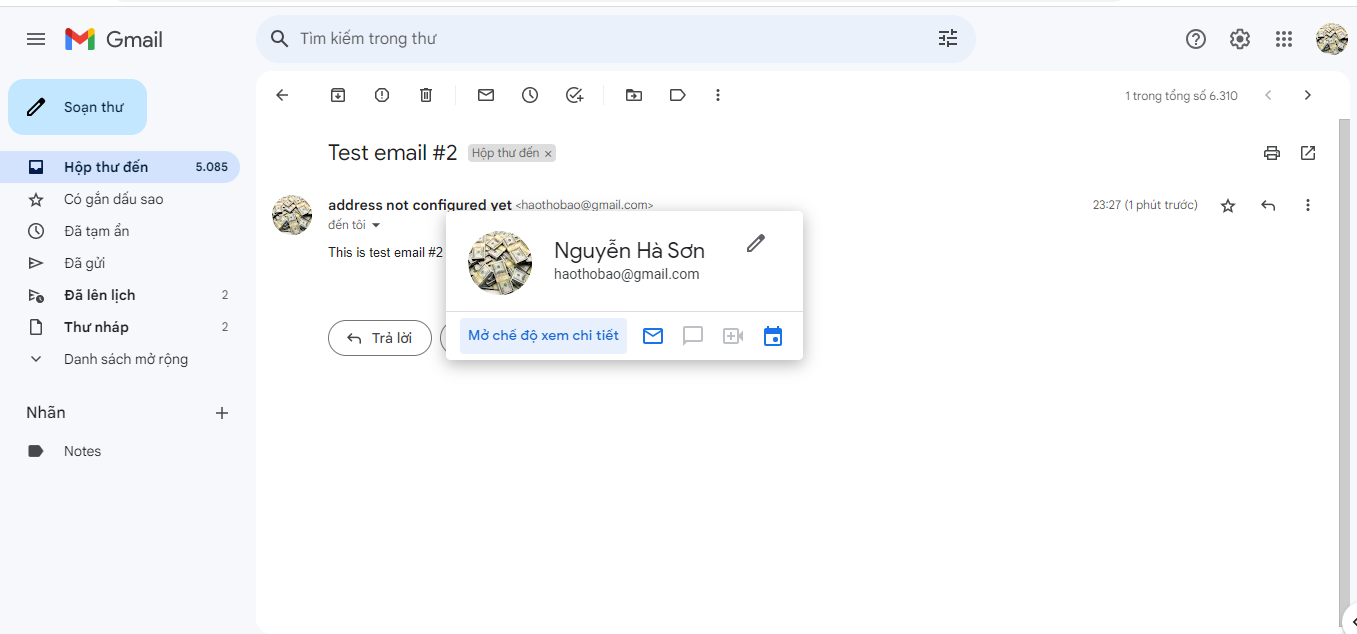 Gmail
Tìm kiếm trong thư
Soạn thư
1 trong tổng số 6.310
Hộp thư đến 5.085
Có gắn dấu sao
Đã tạm ẩn
Đã gửi
Đã lên lịch 2
Thư nháp 2
Danh sách mở rộng
Nhãn
Notes
Test email #2 Hộp thư đến ×
address not configured yet <haothobao@gmail.com> 23:27 (1 phút trước)
đến tôi
This is test email #2
Nguyễn Hà Sơn
haothobao@gmail.com
Mở chế độ xem chi tiết
Trả lời